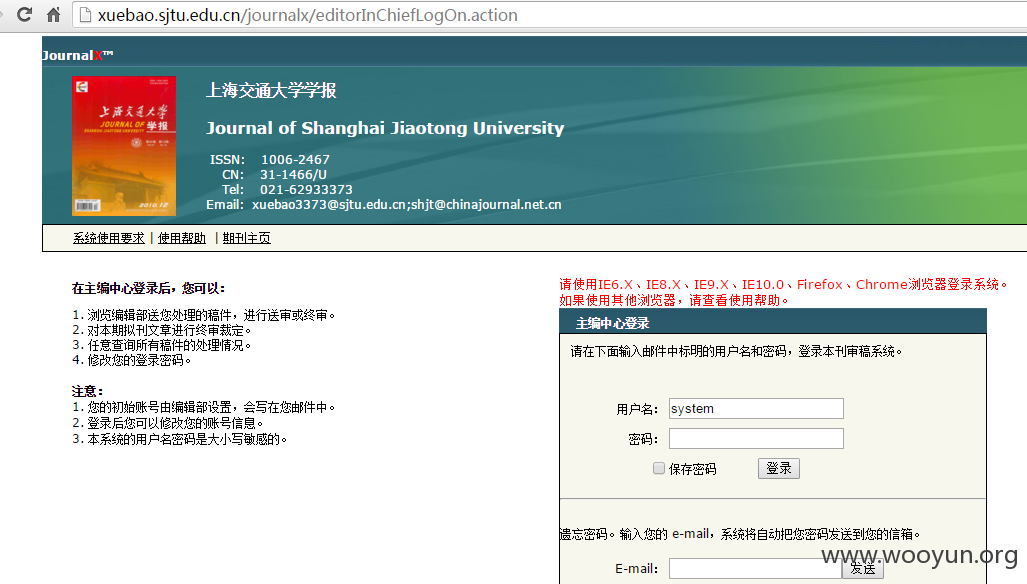 xuebao.sjtu.edu.cn/journalx/editorInChiefLogOn.action
JournalX™
上海交通大学学报
Journal of Shanghai Jiaotong University
ISSN: 1006-2467
CN: 31-1466/U
Tel: 021-62933373
Email: xuebao3373@sjtu.edu.cn;shjt@chinajournal.net.cn
上海交通大学
JOURNAL OF
SHANGHAI JIAOTONG UNIVERSITY
学报
2010.12
系统使用要求 | 使用帮助 | 期刊主页
在主编中心登录后，您可以：
1. 浏览编辑部送您处理的稿件，进行送审或终审。
2. 对本期拟刊文章进行终审裁定。
3. 任意查询所有稿件的处理情况。
4. 修改您的登录密码。
注意：
1. 您的初始账号由编辑部设置，会写在您邮件中。
2. 登录后您可以修改您的账号信息。
3. 本系统的用户名密码是大小写敏感的。
请使用IE6.X、IE8.X、IE9.X、IE10.0、Firefox、Chrome浏览器登录系统。
如果使用其他浏览器，请查看使用帮助。
主编中心登录
请在下面输入邮件中标明的用户名和密码，登录本刊审稿系统。
用户名: system
密码:
保存密码 登录
遗忘密码。输入您的 e-mail，系统将自动把您密码发送到您的信箱。
E-mail: 发送
www.wooyun.org